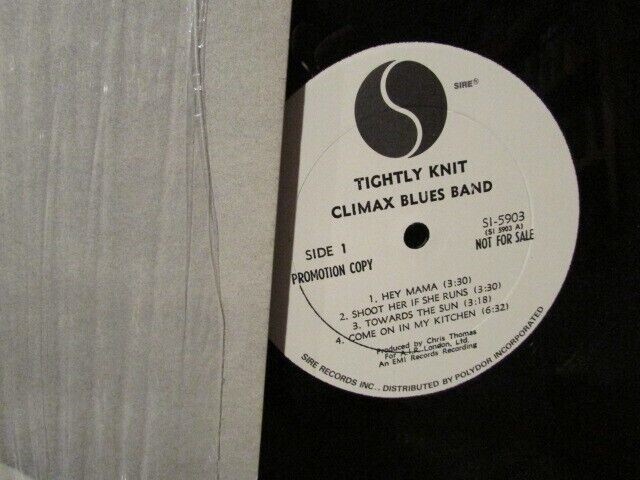 SIRE®
TIGHTLY KNIT
CLIMAX BLUES BAND
SI-5903
(SI 5903 A)
NOT FOR SALE
SIDE 1
PROMOTION COPY
1. HEY MAMA (3:30)
2. SHOOT HER IF SHE RUNS (3:30)
3. TOWARDS THE SUN (3:18)
4. COME ON IN MY KITCHEN (6:32)
Produced by Chris Thomas
For A.I.R. London, Ltd.
An EMI Records Recording
SIRE RECORDS INC., DISTRIBUTED BY POLYDOR INCORPORATED